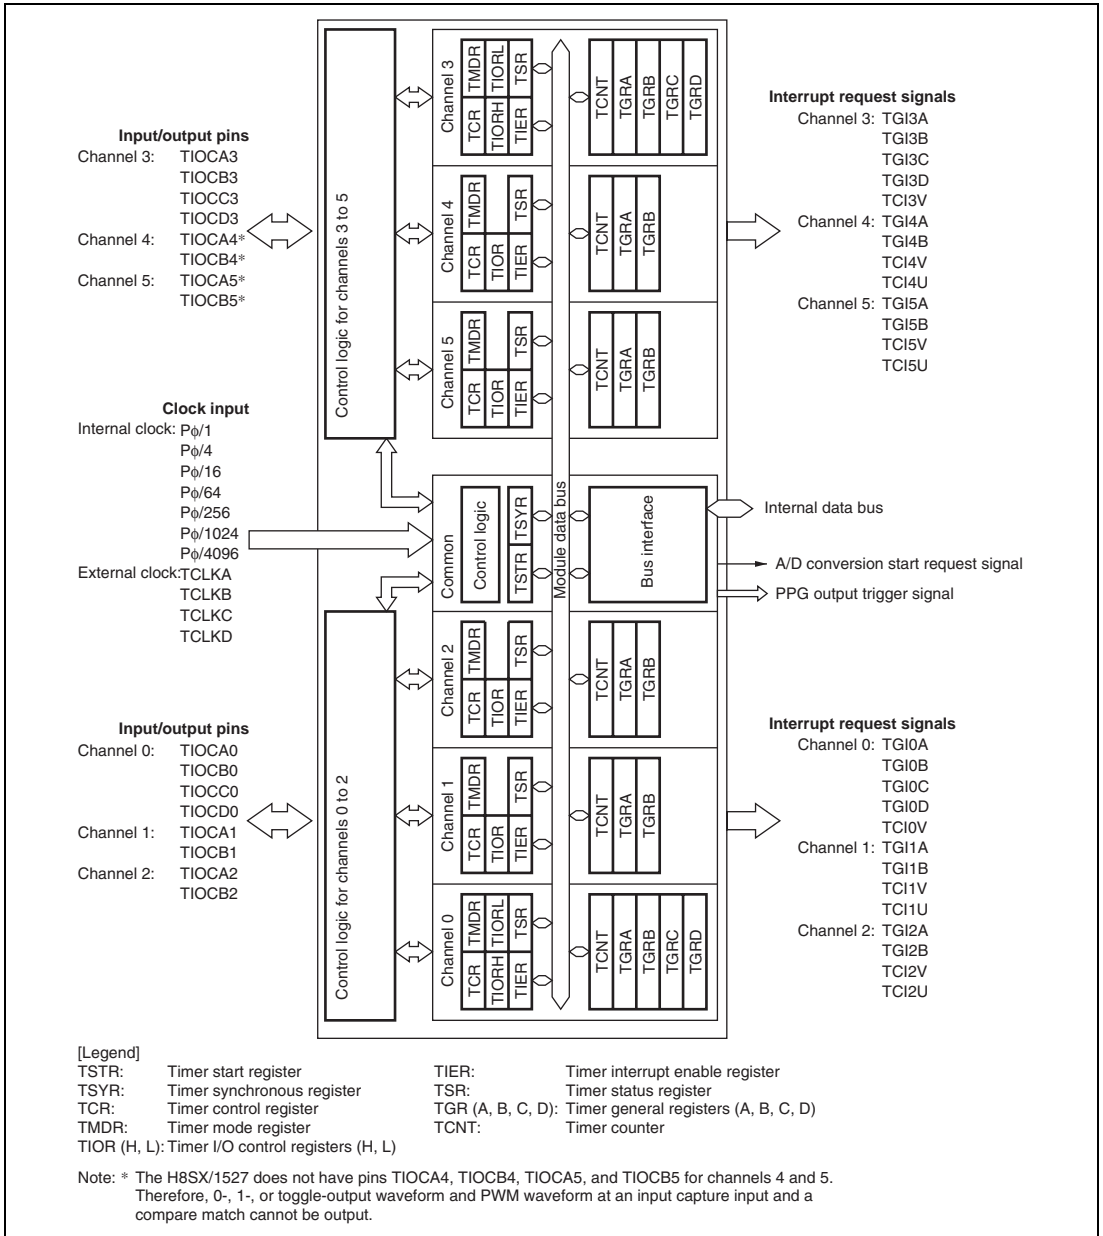 Input/output pins
Channel 3: TIOCA3
TIOCB3
TIOCC3
TIOCD3
Channel 4: TIOCA4*
TIOCB4*
Channel 5: TIOCA5*
TIOCB5*
Clock input
Internal clock: Pϕ/1
Pϕ/4
Pϕ/16
Pϕ/64
Pϕ/256
Pϕ/1024
Pϕ/4096
External clock: TCLKA
TCLKB
TCLKC
TCLKD
Input/output pins
Channel 0: TIOCA0
TIOCB0
TIOCC0
TIOCD0
Channel 1: TIOCA1
TIOCB1
Channel 2: TIOCA2
TIOCB2
Control logic for channels 3 to 5
Control logic for channels 0 to 2
Channel 3
TCR TMDR
TIORH TIORL
TIER TSR
TCNT
TGRA
TGRB
TGRC
TGRD
Channel 4
TCR TMDR
TIOR
TIER TSR
TCNT
TGRA
TGRB
Channel 5
TCR TMDR
TIOR
TIER TSR
TCNT
TGRA
TGRB
Common
Control logic
TSTR TSYR
Module data bus
Bus interface
Channel 2
TCR TMDR
TIOR
TIER TSR
TCNT
TGRA
TGRB
Channel 1
TCR TMDR
TIOR
TIER TSR
TCNT
TGRA
TGRB
Channel 0
TCR TMDR
TIORH TIORL
TIER TSR
TCNT
TGRA
TGRB
TGRC
TGRD
Interrupt request signals
Channel 3: TGI3A
TGI3B
TGI3C
TGI3D
TCI3V
Channel 4: TGI4A
TGI4B
TCI4V
TCI4U
Channel 5: TGI5A
TGI5B
TCI5V
TCI5U
Internal data bus
A/D conversion start request signal
PPG output trigger signal
Interrupt request signals
Channel 0: TGI0A
TGI0B
TGI0C
TGI0D
TCI0V
Channel 1: TGI1A
TGI1B
TCI1V
TCI1U
Channel 2: TGI2A
TGI2B
TCI2V
TCI2U
[Legend]
TSTR: Timer start register
TSYR: Timer synchronous register
TCR: Timer control register
TMDR: Timer mode register
TIOR (H, L): Timer I/O control registers (H, L)
TIER: Timer interrupt enable register
TSR: Timer status register
TGR (A, B, C, D): Timer general registers (A, B, C, D)
TCNT: Timer counter
Note: * The H8SX/1527 does not have pins TIOCA4, TIOCB4, TIOCA5, and TIOCB5 for channels 4 and 5.
Therefore, 0-, 1-, or toggle-output waveform and PWM waveform at an input capture input and a
compare match cannot be output.